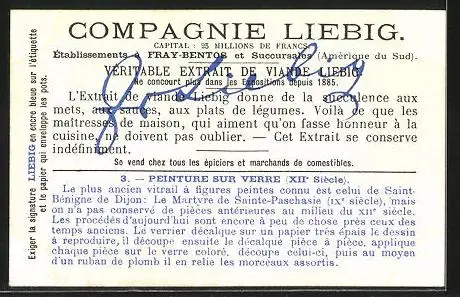 COMPAGNIE LIEBIG.
CAPITAL: 25 MILLIONS DE FRANCS.
Établissements à FRAY-BENTOS et Succursales (Amérique du Sud).
VÉRITABLE EXTRAIT DE VIANDE LIEBIG.
Hors concours plus dans les Expositions depuis 1885.
L'Extrait de viande Liebig donne de la succulence aux
mets, aux sauces, aux plats de légumes. Voilà ce que les
maîtresses de maison, qui aiment qu'on fasse honneur à la
cuisine, ne doivent pas oublier. — Cet Extrait se conserve
indéfiniment.
Se vend chez tous les épiciers et marchands de comestibles.
3. — PEINTURE SUR VERRE (XIIe Siècle).
Le plus ancien vitrail à figures peintes connu est celui de Saint-
Bénigne de Dijon: Le Martyre de Sainte-Paschasie (IXe siècle), mais
on n'a pas conservé de pièces antérieures au milieu du XIIe siècle.
Les procédés d'aujourd'hui sont encore à peu de chose près ceux des
temps anciens. Le verrier décalque sur un papier très épais le dessin
à reproduire, il découpe ensuite le décalque pièce à pièce, applique
chaque pièce sur le verre coloré, découpe celui-ci, puis au moyen
d'un ruban de plomb il en relie les morceaux assortis.
Exiger la signature LIEBIG en encre bleue sur l'étiquette
et le papier qui enveloppe les pots.